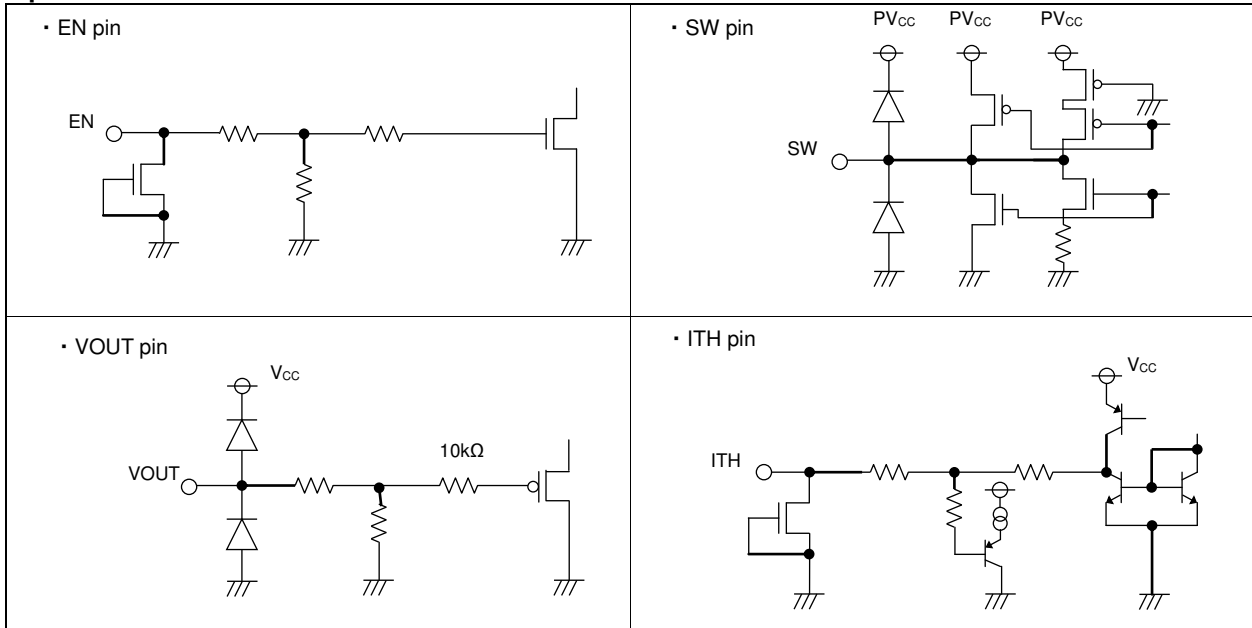 ・EN pin
EN
・SW pin
PVCC PVCC PVCC
SW
・VOUT pin
VCC
VOUT
10kΩ
・ITH pin
VCC
ITH